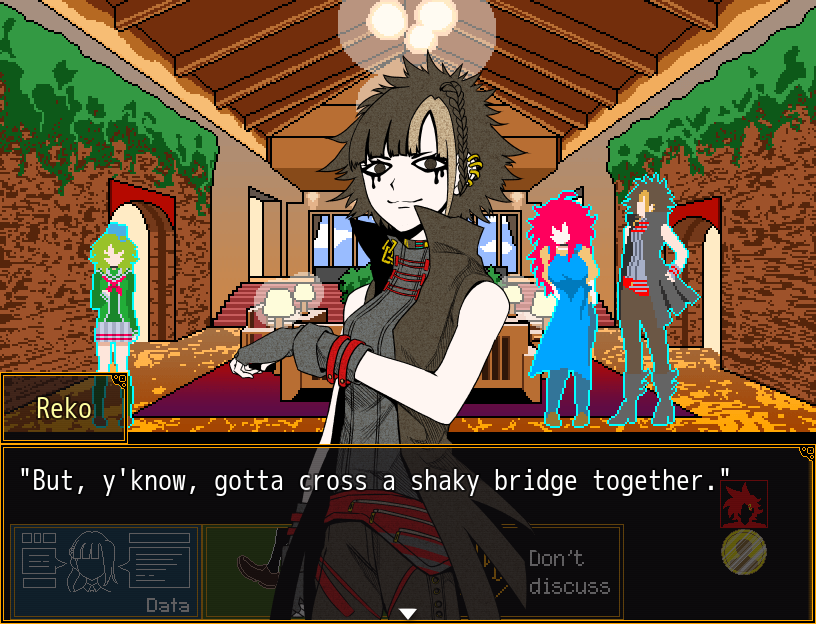 Reko
"But, y'know, gotta cross a shaky bridge together."
Don't
discuss
Data